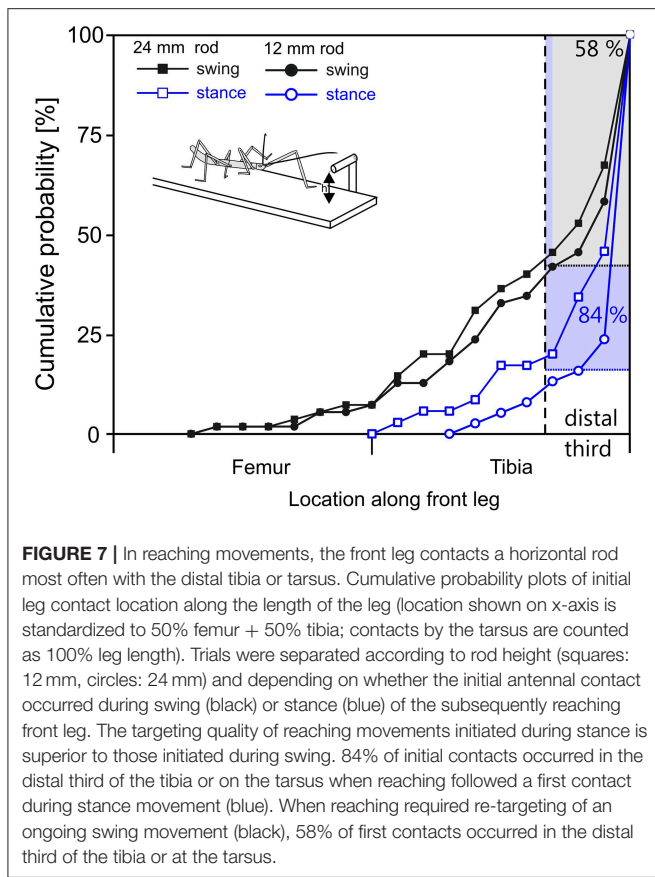 100
75
50
25
0
Cumulative probability [%]
24 mm rod 12 mm rod
swing swing
stance stance
h
58 %
84 %
distal
third
Femur Tibia
Location along front leg
FIGURE 7 | In reaching movements, the front leg contacts a horizontal rod
most often with the distal tibia or tarsus. Cumulative probability plots of initial
leg contact location along the length of the leg (location shown on x-axis is
standardized to 50% femur + 50% tibia; contacts by the tarsus are counted
as 100% leg length). Trials were separated according to rod height (squares:
12 mm, circles: 24 mm) and depending on whether the initial antennal contact
occurred during swing (black) or stance (blue) of the subsequently reaching
front leg. The targeting quality of reaching movements initiated during stance is
superior to those initiated during swing. 84% of initial contacts occurred in the
distal third of the tibia or on the tarsus when reaching followed a first contact
during stance movement (blue). When reaching required re-targeting of an
ongoing swing movement (black), 58% of first contacts occurred in the distal
third of the tibia or at the tarsus.